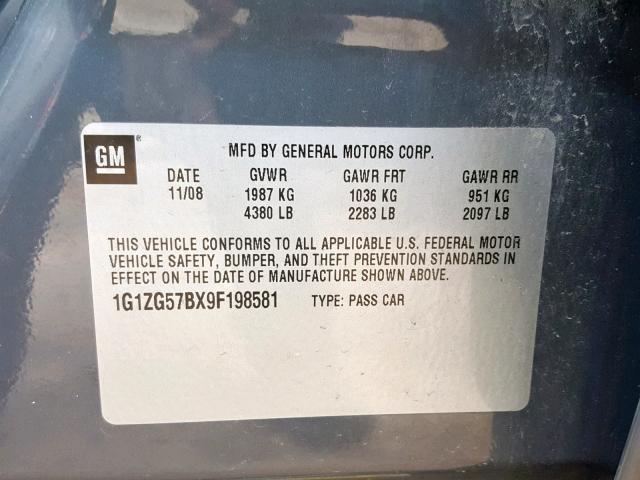 GM®
MFD BY GENERAL MOTORS CORP.
DATE GVWR GAWR FRT GAWR RR
11/08 1987 KG 1036 KG 951 KG
4380 LB 2283 LB 2097 LB
THIS VEHICLE CONFORMS TO ALL APPLICABLE U.S. FEDERAL MOTOR
VEHICLE SAFETY, BUMPER, AND THEFT PREVENTION STANDARDS IN
EFFECT ON THE DATE OF MANUFACTURE SHOWN ABOVE.
1G1ZG57BX9F198581 TYPE: PASS CAR